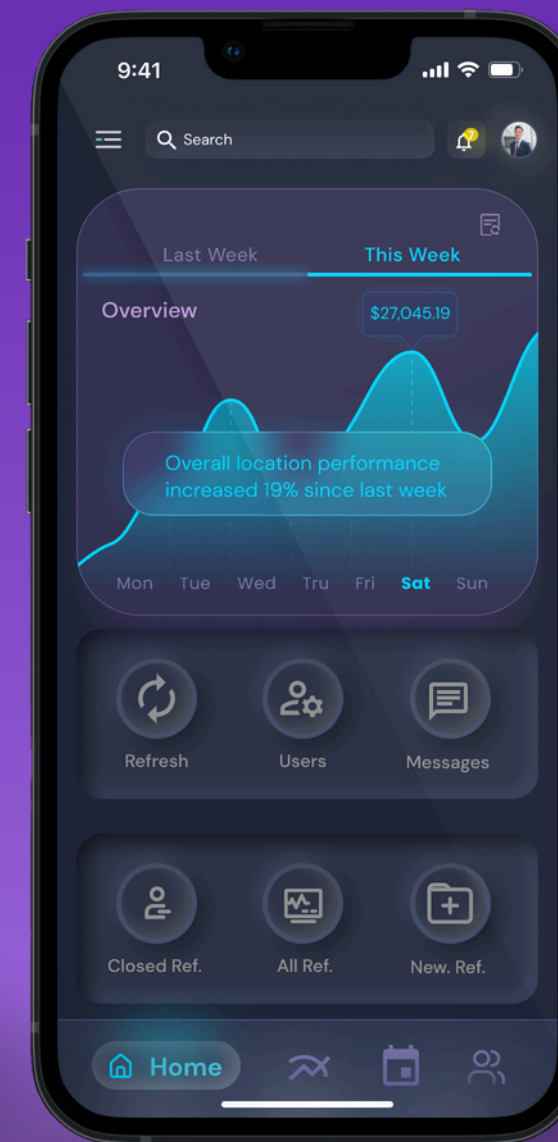 9:41
Search
7
Last Week
This Week
Overview
$27,045.19
Overall location performance
increased 19% since last week
Mon Tue Wed Tru Fri Sat Sun
Refresh
Users
Messages
Closed Ref.
All Ref.
New. Ref.
Home